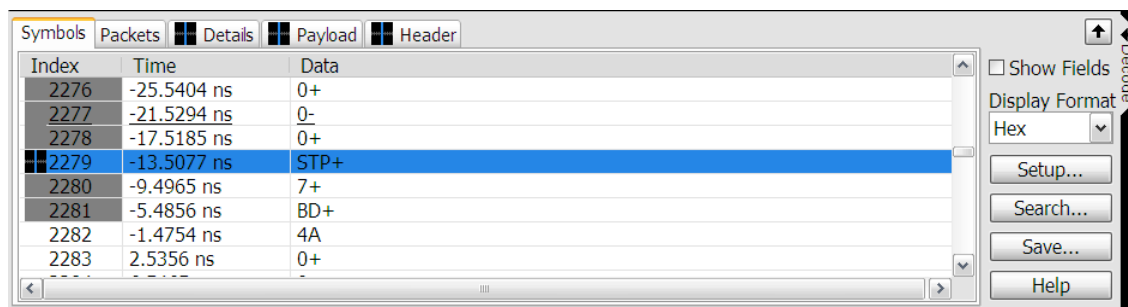 Symbols Packets Details Payload Header
Index Time Data
2276 -25.5404 ns 0+
2277 -21.5294 ns 0-
2278 -17.5185 ns 0+
2279 -13.5077 ns STP+
2280 -9.4965 ns 7+
2281 -5.4856 ns BD+
2282 -1.4754 ns 4A
2283 2.5356 ns 0+
Show Fields
Display Format
Hex
Setup...
Search...
Save...
Help
Decode